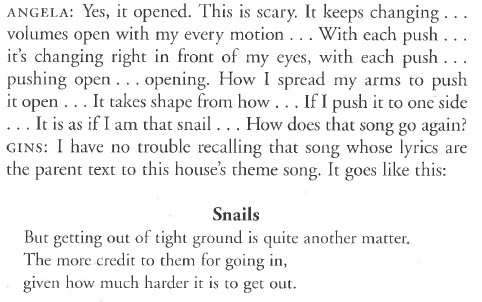 ANGELA: Yes, it opened. This is scary. It keeps changing . . .
volumes open with my every motion . . . With each push . . .
it's changing right in front of my eyes, with each push . . .
pushing open . . . opening. How I spread my arms to push
it open . . . It takes shape from how . . . If I push it to one side
. . . It is as if I am that snail . . . How does that song go again?
GINS: I have no trouble recalling that song whose lyrics are
the parent text to this house's theme song. It goes like this:
Snails
But getting out of tight ground is quite another matter.
The more credit to them for going in,
given how much harder it is to get out.